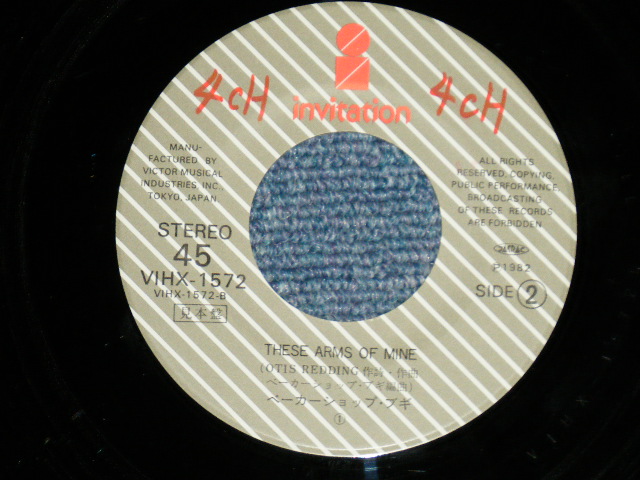 4cH
invitation
4cH
MANU-
FACTURED BY
VICTOR MUSICAL
INDUSTRIES, INC.,
TOKYO, JAPAN
ALL RIGHTS
RESERVED. COPYING,
PUBLIC PERFORMANCE,
BROADCASTING
OF THESE RECORDS
ARE FORBIDDEN
STEREO
45
VIHX-1572
VIHX-1572-B
見本盤
℗1982
SIDE ②
THESE ARMS OF MINE
(OTIS REDDING 作詩・作曲
ベーカーショップ・ブギ編曲)
ベーカーショップ・ブギ
①